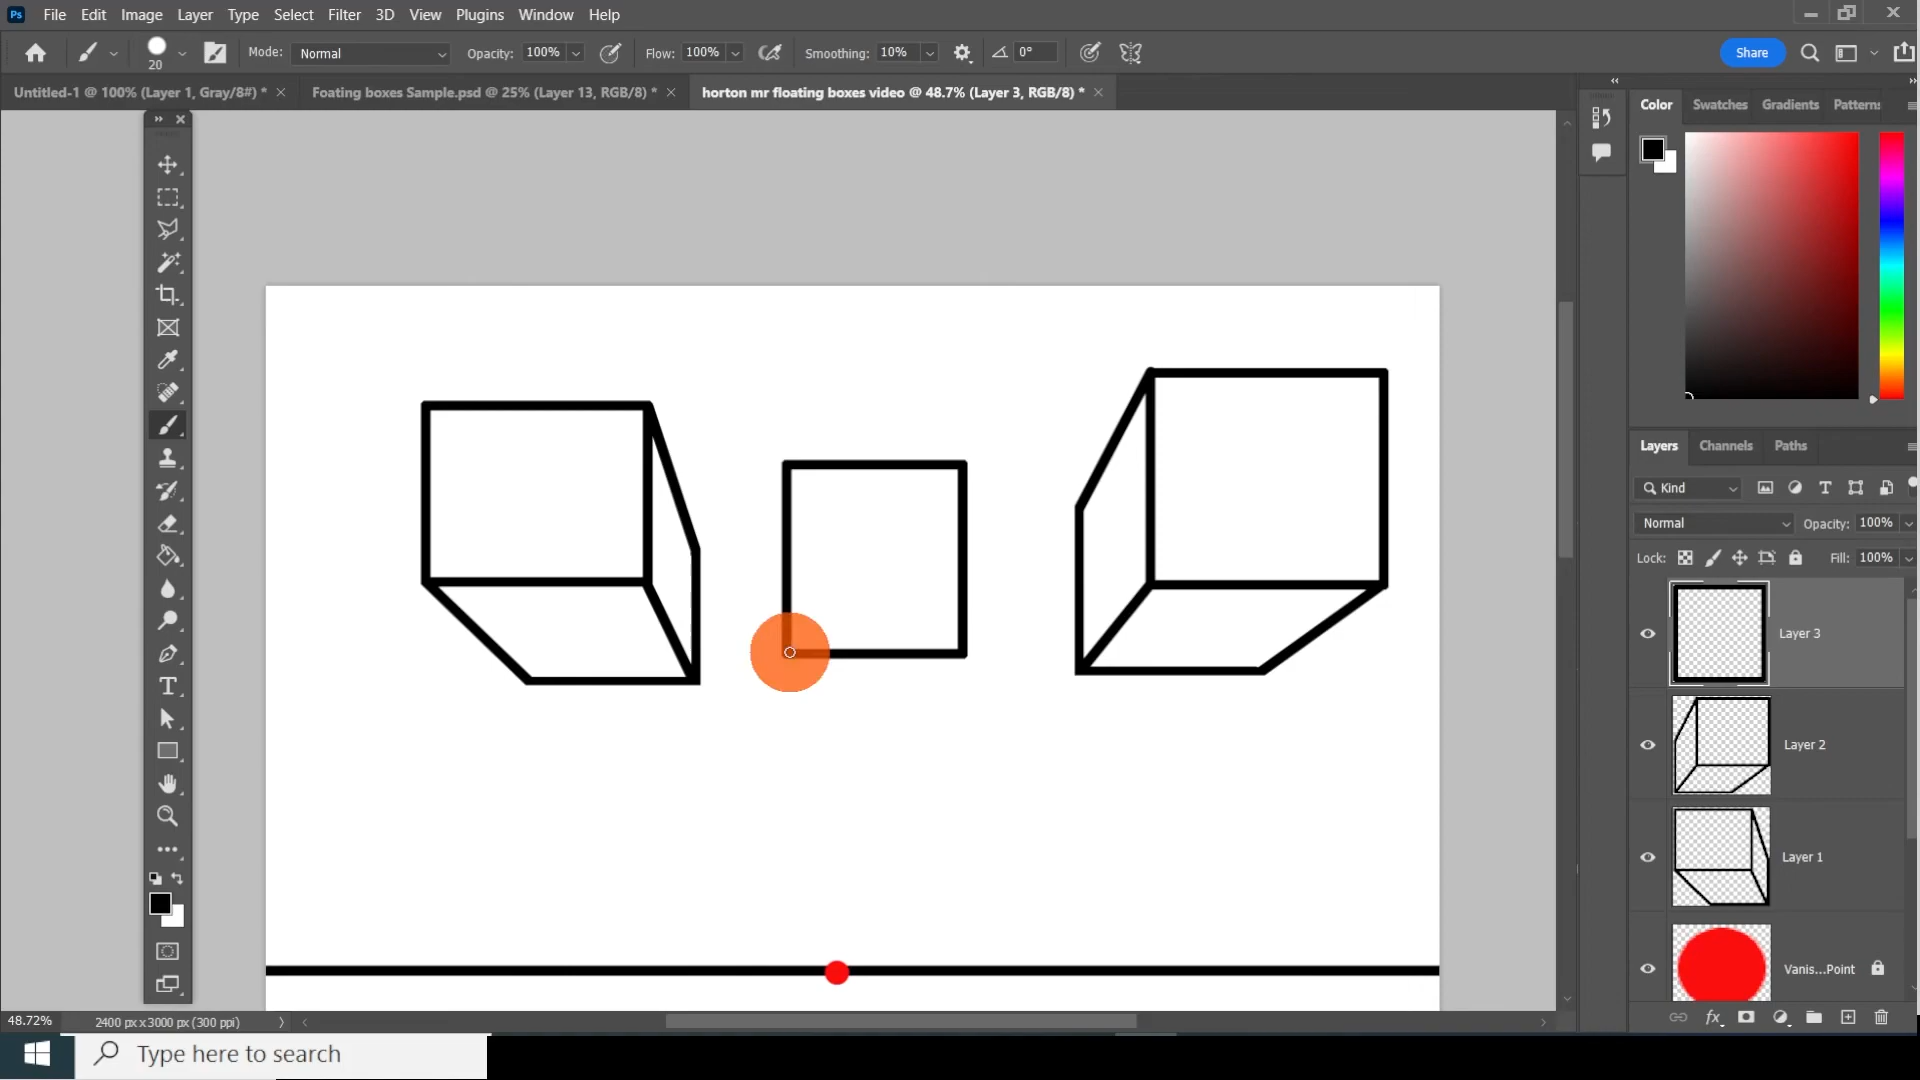 Ps File Edit Image Layer Type Select Filter 3D View Plugins Window Help
20 Mode: Normal Opacity: 100% Flow: 100% Smoothing: 10% 0° Share
Untitled-1 @ 100% (Layer 1, Gray/8#) * Foating boxes Sample.psd @ 25% (Layer 13, RGB/8) * horton mr floating boxes video @ 48.7% (Layer 3, RGB/8) *
Color Swatches Gradients Patterns
Layers Channels Paths
Kind
Normal Opacity: 100%
Lock: Fill: 100%
Layer 3
Layer 2
Layer 1
Vanis...Point
48.72% 2400 px x 3000 px (300 ppi)
Type here to search